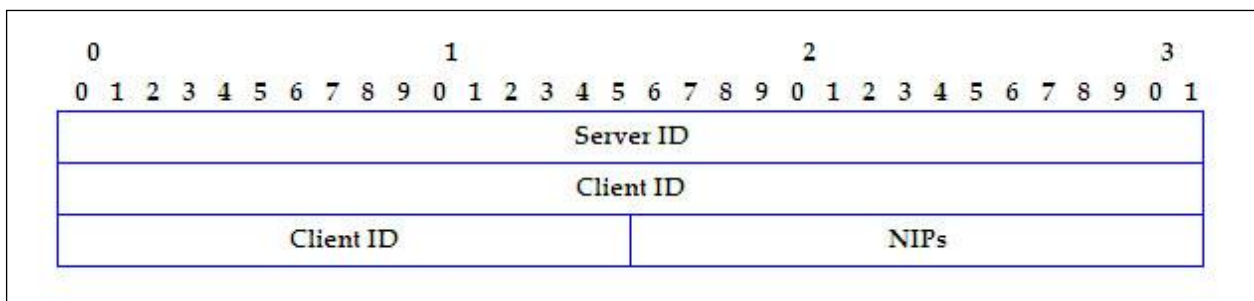 0 1 2 3
0 1 2 3 4 5 6 7 8 9 0 1 2 3 4 5 6 7 8 9 0 1 2 3 4 5 6 7 8 9 0 1
Server ID
Client ID
Client ID NIPs